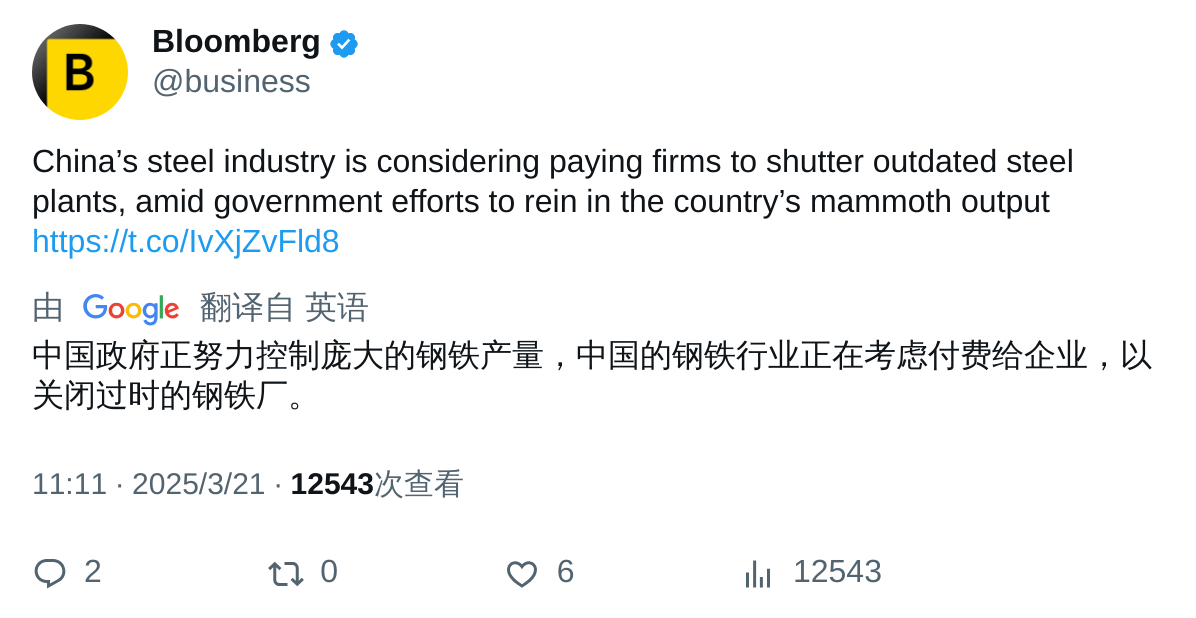 B
Bloomberg
@business
China’s steel industry is considering paying firms to shutter outdated steel
plants, amid government efforts to rein in the country’s mammoth output
https://t.co/IvXjZvFld8
由 Google 翻译自 英语
中国政府正努力控制庞大的钢铁产量，中国的钢铁行业正在考虑付费给企业，以
关闭过时的钢铁厂。
11:11 · 2025/3/21 · 12543次查看
2 0 6 12543